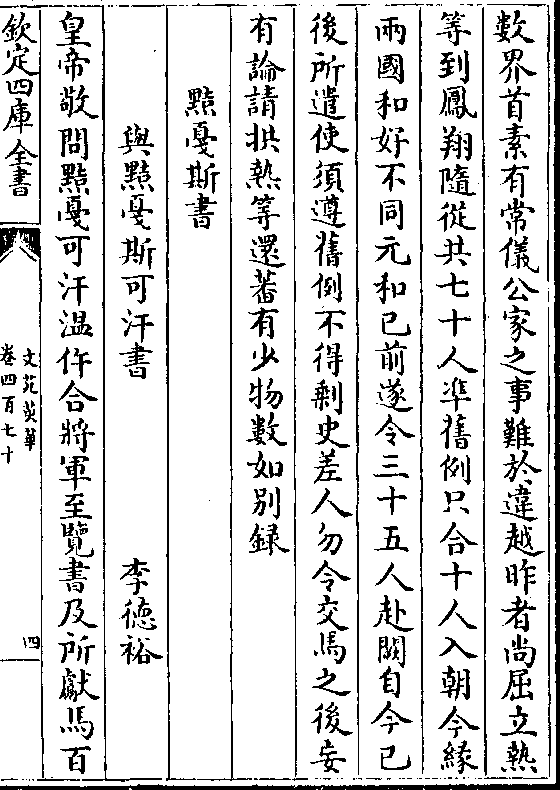 數界首素有常儀公家之事難於違越昨者尚屈立熱
等到鳳翔隨從共七十人準舊例只合十人入朝今緣
兩國和好不同元和已前遂令三十五人赴闕自今已
後所遣使須遵舊例不得剩史差人勿令交馬之後妄
有論請拱熱等還蕃有少物數如别録
黠戛斯書
與黠戛斯可汗書 李德裕
皇帝敬問黠戛可汗温仵合將軍至覽書及所獻馬百
欽定四庫全書
文苑英華
卷四百七十
四